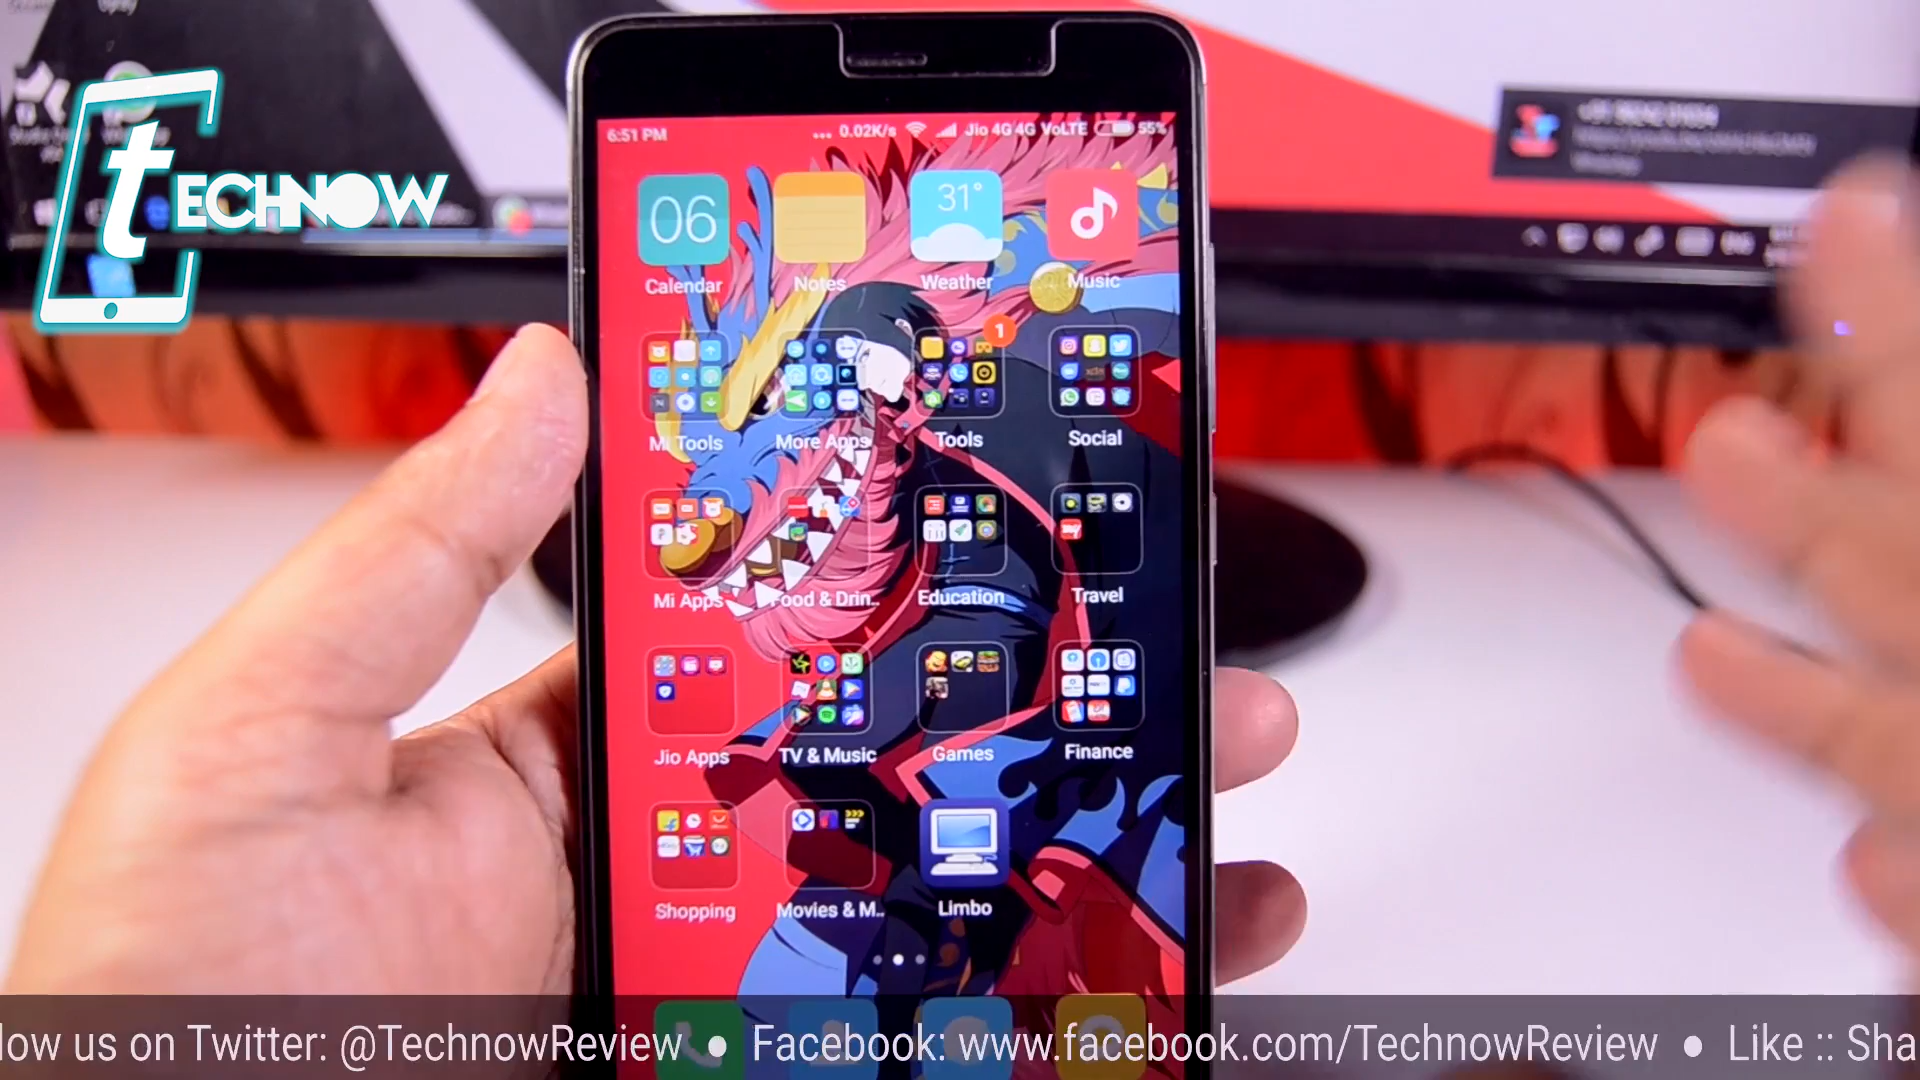 tECHNOW
6:51 PM
... 0.02K/s Jio 4G 4G VoLTE 55%
06
31°
Calendar
Notes
Weather
Music
1
Mi Tools
More Apps
Tools
Social
Mi Apps
Food & Drin..
Education
Travel
Jio Apps
TV & Music
Games
Finance
Shopping
Movies & M..
Limbo
low us on Twitter: @TechnowReview ● Facebook: www.facebook.com/TechnowReview ● Like :: Sha